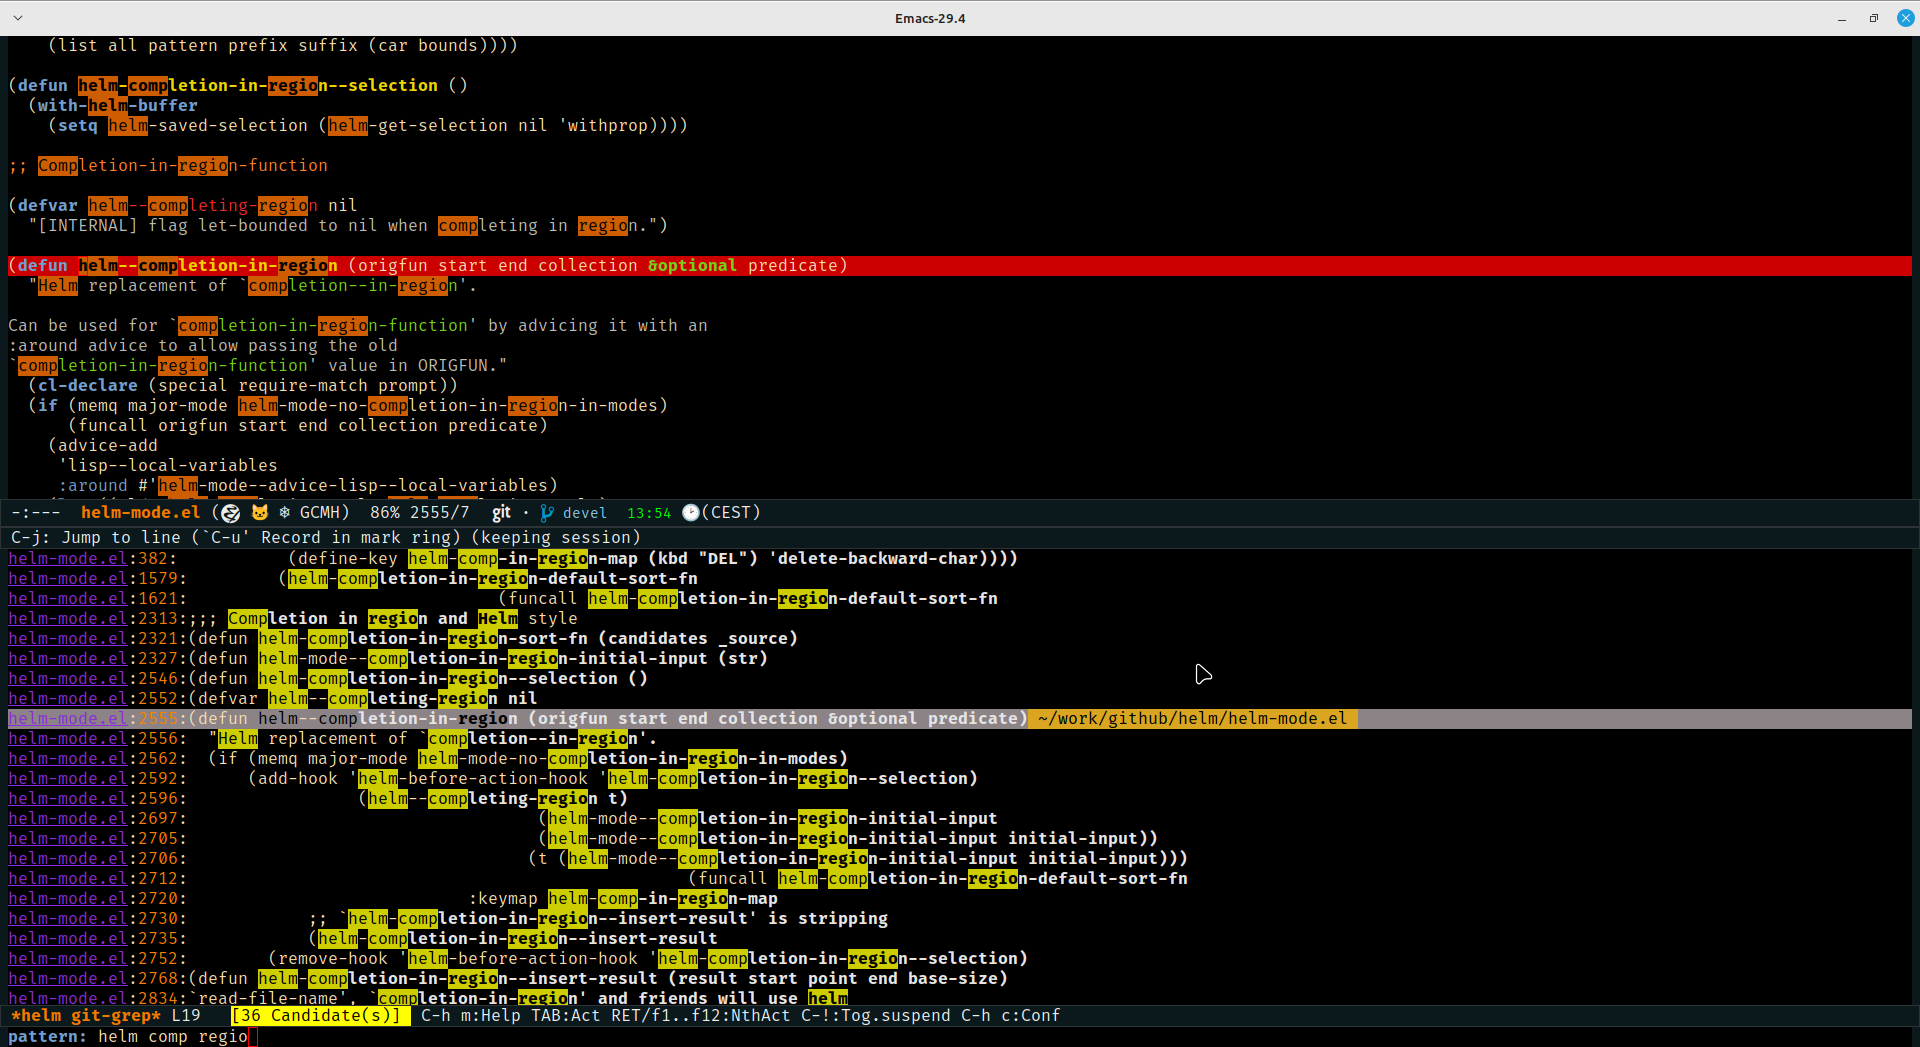 Emacs-29.4
    (list all pattern prefix suffix (car bounds))))
(defun helm-completion-in-region--selection ()
  (with-helm-buffer
    (setq helm-saved-selection (helm-get-selection nil 'withprop))))
;; Completion-in-region-function
(defvar helm--completing-region nil
  "[INTERNAL] flag let-bounded to nil when completing in region.")
(defun helm--completion-in-region (origfun start end collection &optional predicate)
  "Helm replacement of `completion--in-region'.
Can be used for `completion-in-region-function' by advicing it with an
:around advice to allow passing the old
`completion-in-region-function' value in ORIGFUN."
  (cl-declare (special require-match prompt))
  (if (memq major-mode helm-mode-no-completion-in-region-in-modes)
      (funcall origfun start end collection predicate)
    (advice-add
     'lisp--local-variables
     :around #'helm-mode--advice-lisp--local-variables)
-:---  helm-mode.el ( GCMH)  86% 2555/7  git · devel  13:54 (CEST)
C-j: Jump to line (`C-u' Record in mark ring) (keeping session)
helm-mode.el:382:           (define-key helm-comp-in-region-map (kbd "DEL") 'delete-backward-char))))
helm-mode.el:1579:         (helm-completion-in-region-default-sort-fn
helm-mode.el:1621:                               (funcall helm-completion-in-region-default-sort-fn
helm-mode.el:2313:;;; Completion in region and Helm style
helm-mode.el:2321:(defun helm-completion-in-region-sort-fn (candidates _source)
helm-mode.el:2327:(defun helm-mode--completion-in-region-initial-input (str)
helm-mode.el:2546:(defun helm-completion-in-region--selection ()
helm-mode.el:2552:(defvar helm--completing-region nil
helm-mode.el:2555:(defun helm--completion-in-region (origfun start end collection &optional predicate) ~/work/github/helm/helm-mode.el
helm-mode.el:2556:  "Helm replacement of `completion--in-region'.
helm-mode.el:2562:  (if (memq major-mode helm-mode-no-completion-in-region-in-modes)
helm-mode.el:2592:      (add-hook 'helm-before-action-hook 'helm-completion-in-region--selection)
helm-mode.el:2596:                 (helm--completing-region t)
helm-mode.el:2697:                                   (helm-mode--completion-in-region-initial-input
helm-mode.el:2705:                                   (helm-mode--completion-in-region-initial-input initial-input))
helm-mode.el:2706:                                  (t (helm-mode--completion-in-region-initial-input initial-input)))
helm-mode.el:2712:                                                  (funcall helm-completion-in-region-default-sort-fn
helm-mode.el:2720:                            :keymap helm-comp-in-region-map
helm-mode.el:2730:            ;; `helm-completion-in-region--insert-result' is stripping
helm-mode.el:2735:            (helm-completion-in-region--insert-result
helm-mode.el:2752:        (remove-hook 'helm-before-action-hook 'helm-completion-in-region--selection)
helm-mode.el:2768:(defun helm-completion-in-region--insert-result (result start point end base-size)
helm-mode.el:2834:`read-file-name', `completion-in-region' and friends will use helm
*helm git-grep* L19   [36 Candidate(s)]  C-h m:Help TAB:Act RET/f1..f12:NthAct C-!:Tog.suspend C-h c:Conf
pattern: helm comp regio